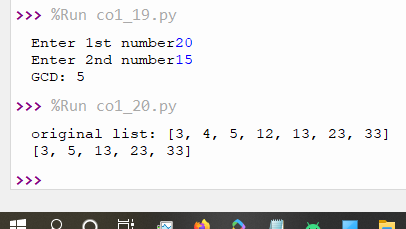 >>> %Run co1_19.py
Enter 1st number20
Enter 2nd number15
GCD: 5
>>> %Run co1_20.py
original list: [3, 4, 5, 12, 13, 23, 33]
[3, 5, 13, 23, 33]
>>>